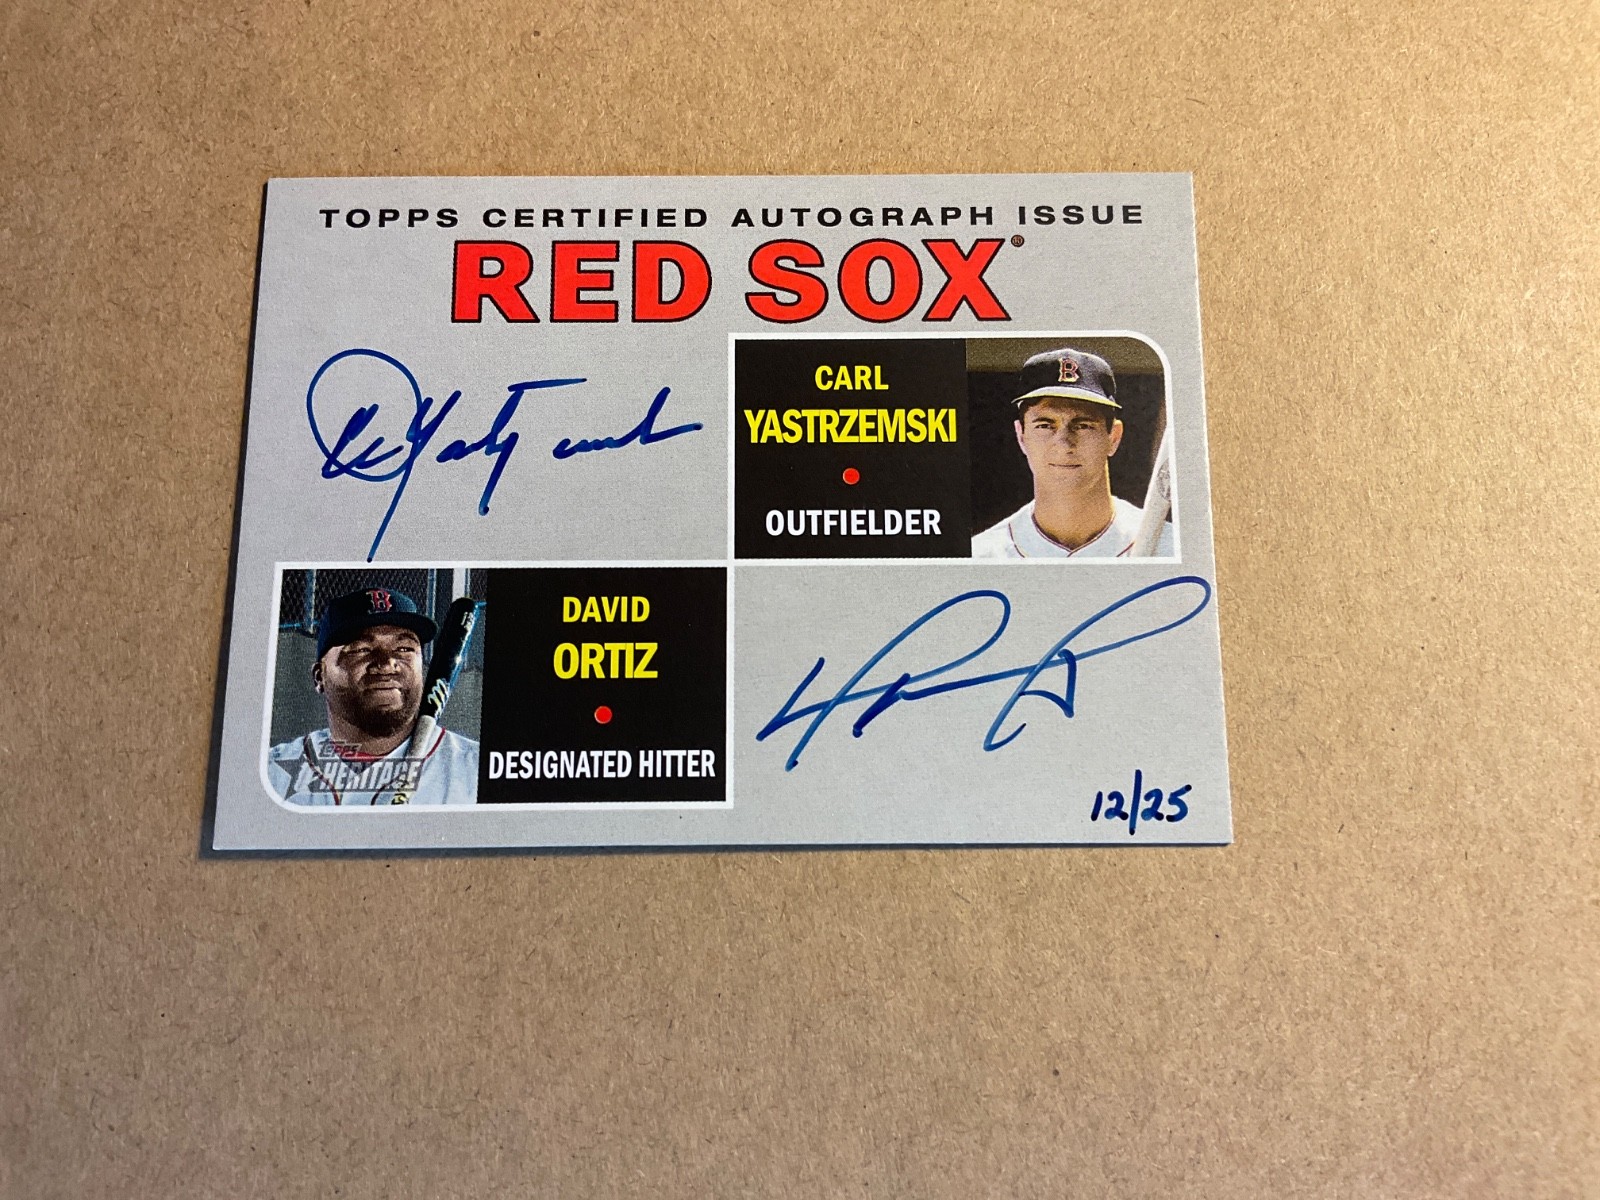 TOPPS CERTIFIED AUTOGRAPH ISSUE
RED SOX®
CARL
YASTRZEMSKI
OUTFIELDER
DAVID
ORTIZ
DESIGNATED HITTER
TOPPS
HERITAGE
12/25